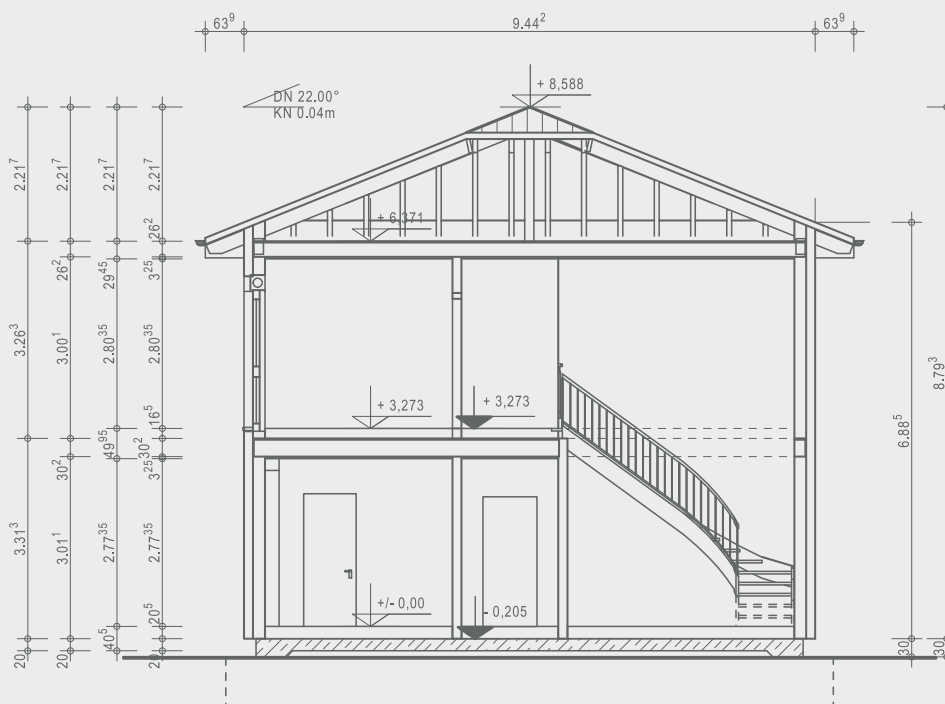 63⁹ 9.44² 63⁹
+ 8,588
DN 22.00°
KN 0.04m
2.21⁷ 2.21⁷ 2.21⁷ 2.21⁷
+ 6,371
26²
26² 29⁴⁵ 3²⁵
3.26³ 3.00¹ 2.80³⁵ 2.80³⁵
8.79³
6.88⁵
+ 3,273 + 3,273
16⁵
49⁹⁵ 30²
30² 3²⁵
3.31³ 3.01¹ 2.77³⁵ 2.77³⁵
+/- 0,00 - 0,205
20⁵
40⁵
20 20 20
30 30